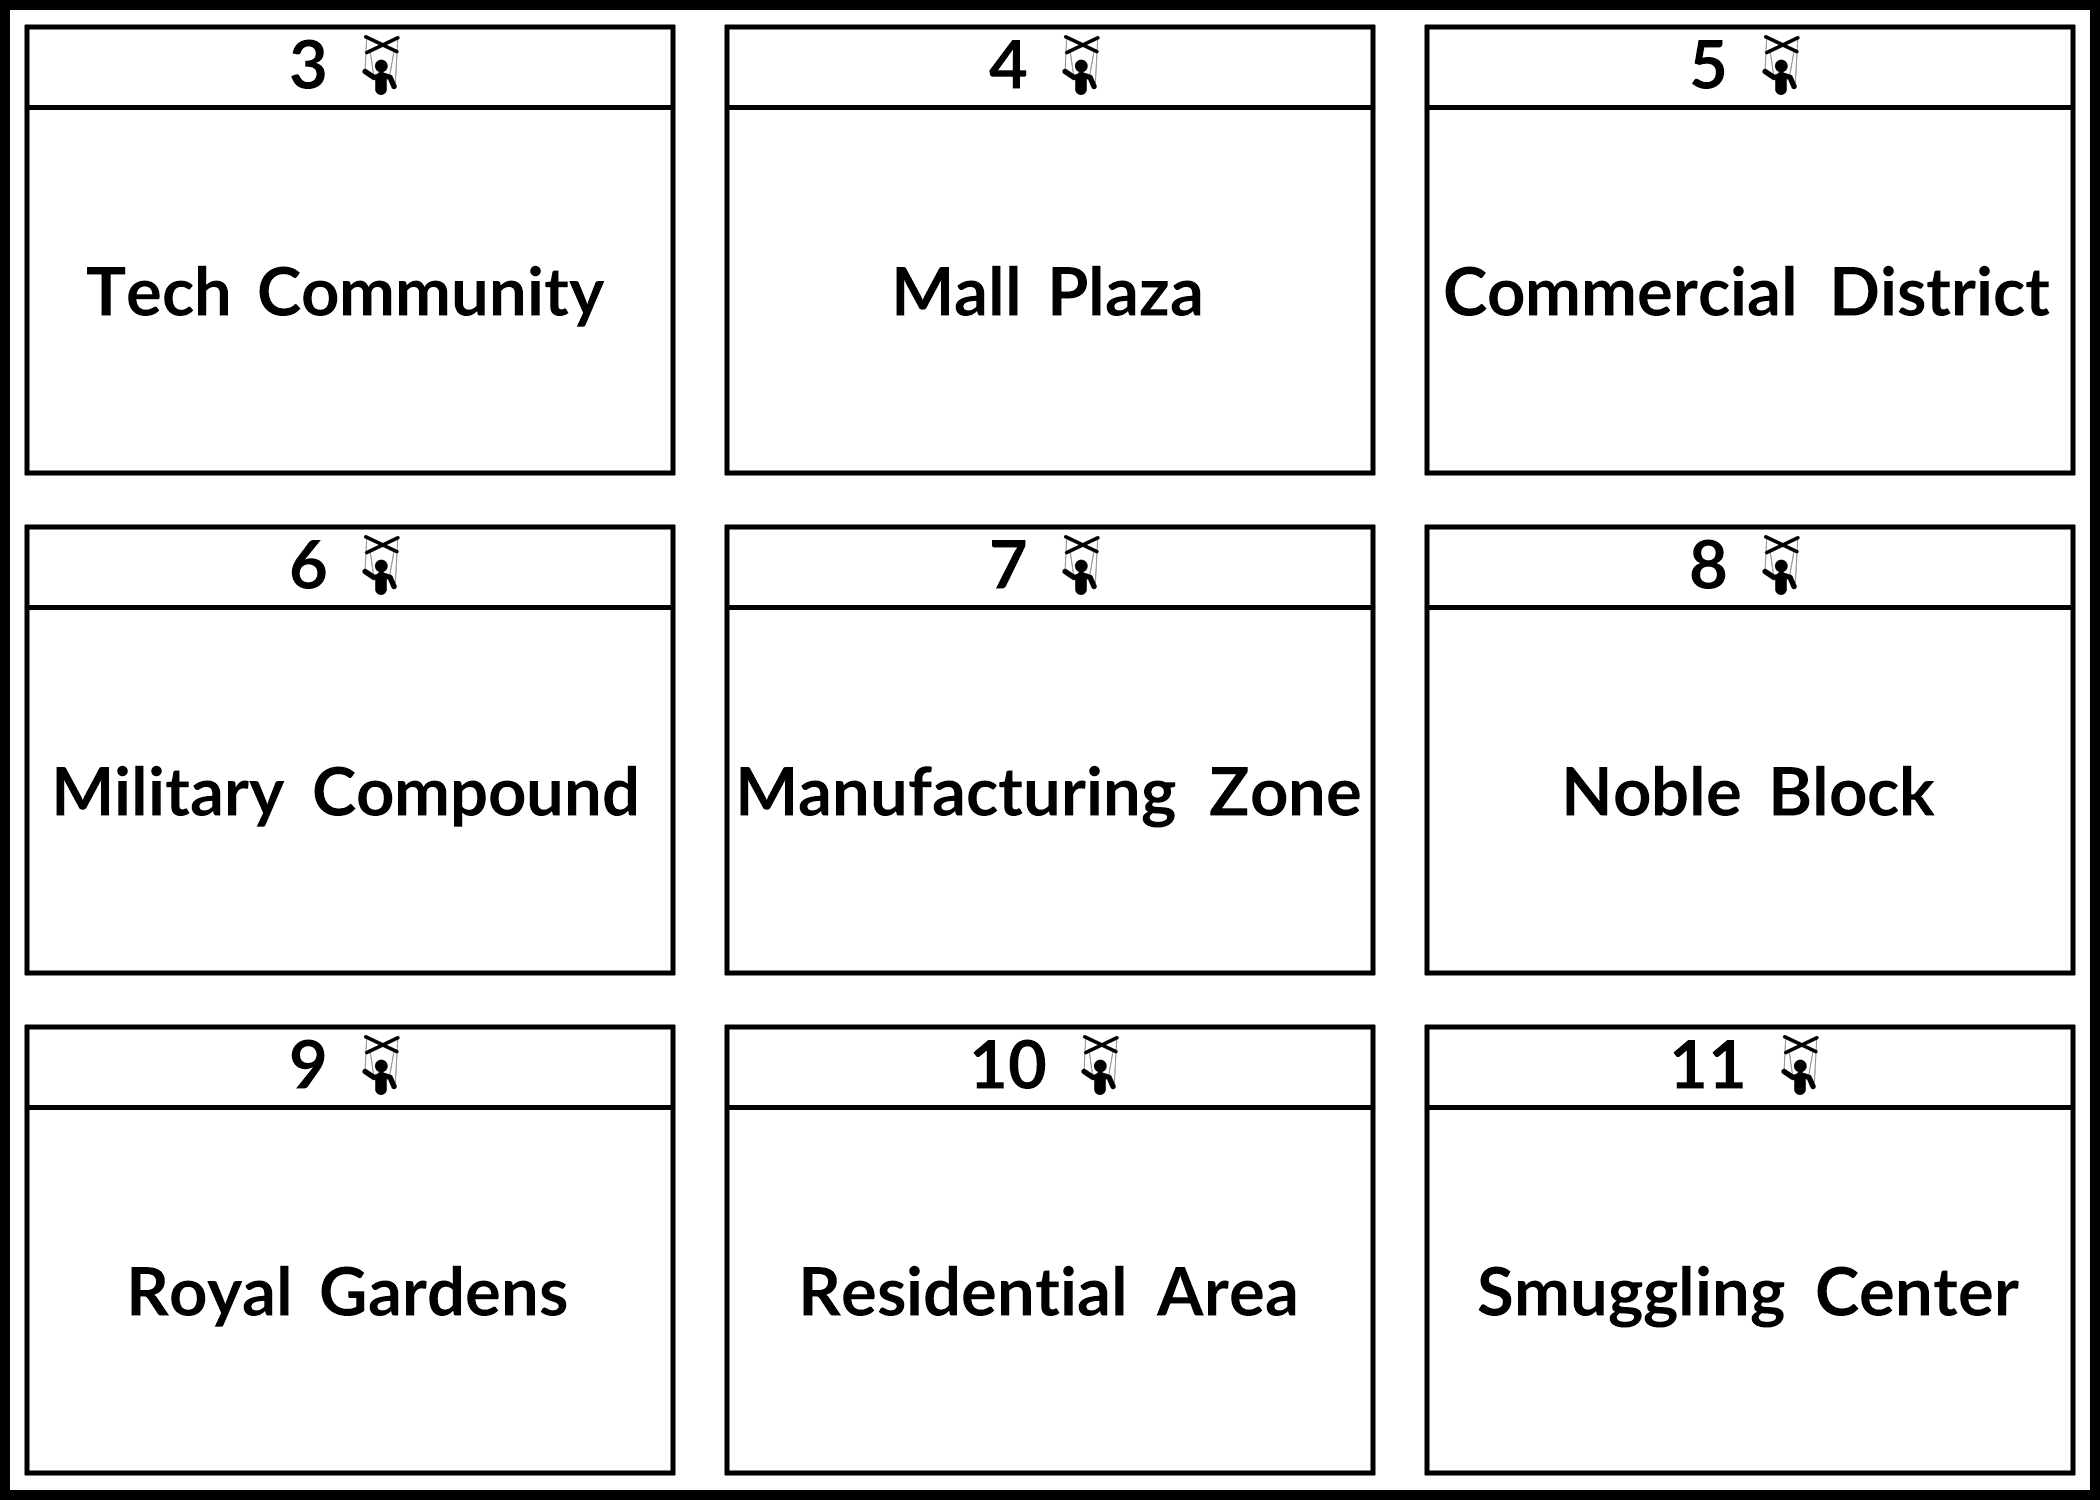 3
4
5
Tech Community
Mall Plaza
Commercial District
6
7
8
Military Compound
Manufacturing Zone
Noble Block
9
10
11
Royal Gardens
Residential Area
Smuggling Center